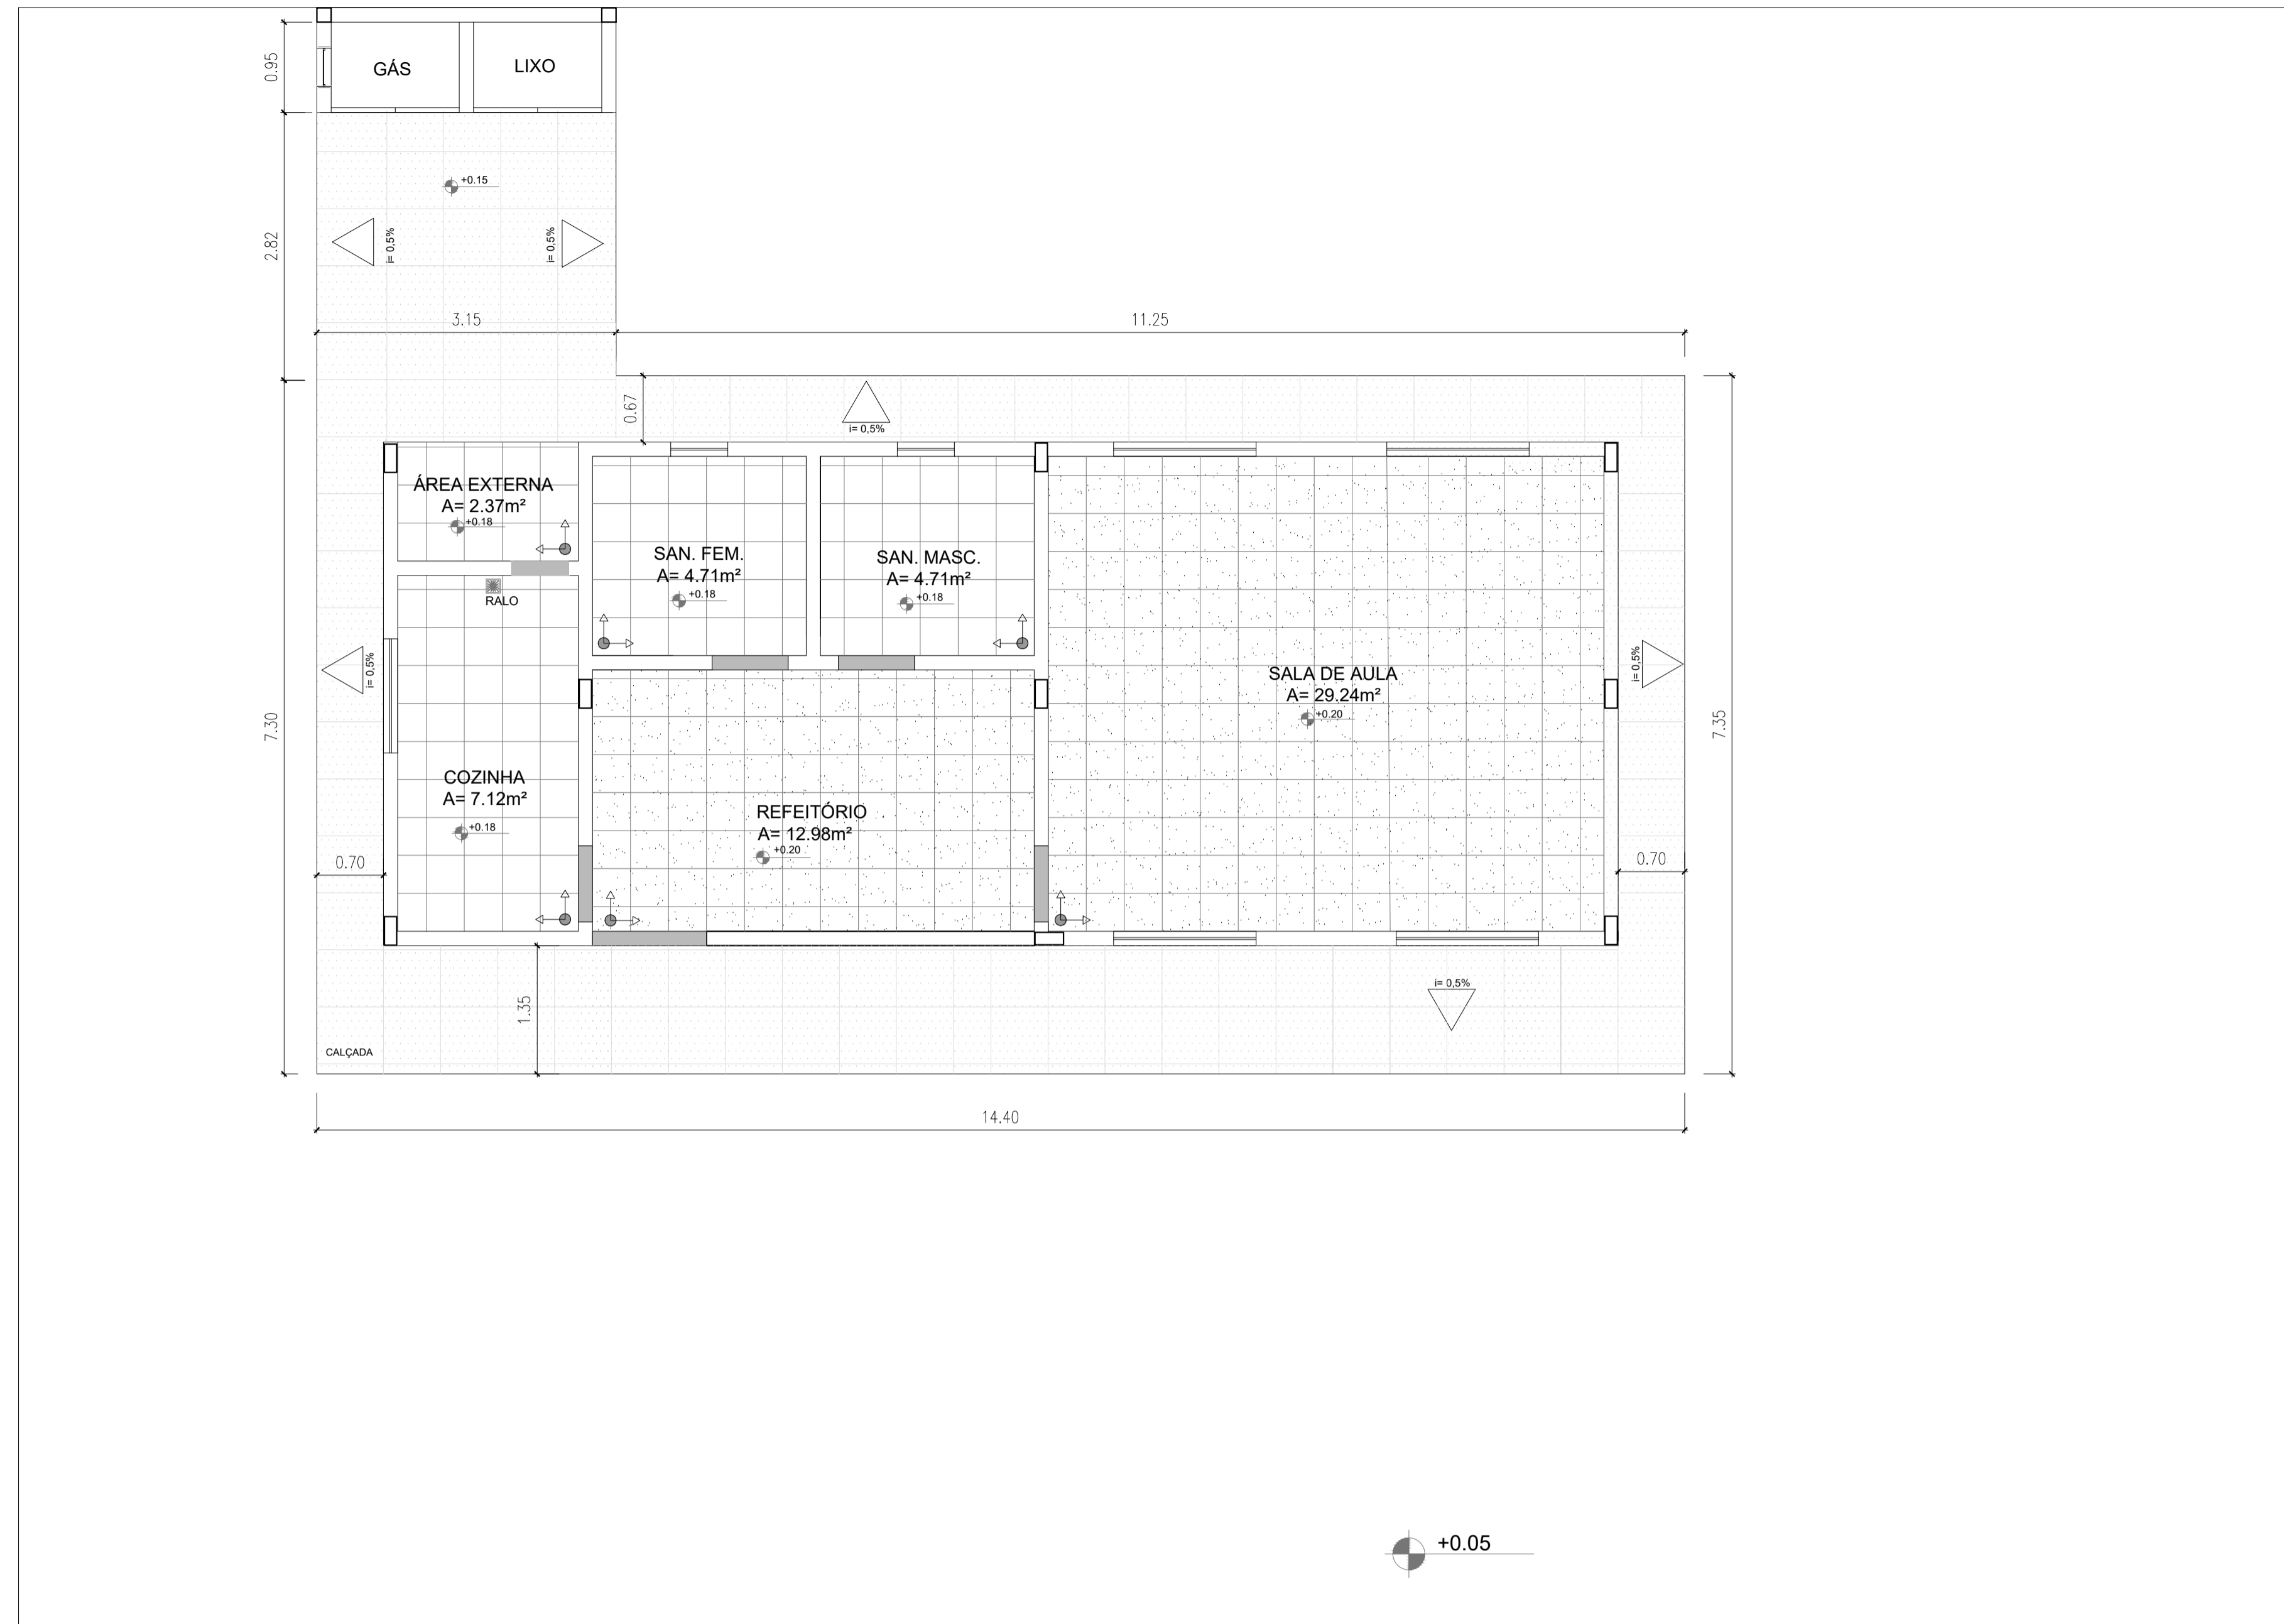 0.95
GÁS
LIXO
+0.15
2.82
i= 0,5%
i= 0,5%
3.15
11.25
0.67
i= 0,5%
ÁREA EXTERNA
A= 2.37m²
+0.18
SAN. FEM.
A= 4.71m²
+0.18
SAN. MASC.
A= 4.71m²
+0.18
RALO
i= 0,5%
SALA DE AULA
A= 29.24m²
+0.20
i= 0,5%
7.30
7.35
COZINHA
A= 7.12m²
+0.18
REFEITÓRIO
A= 12.98m²
+0.20
0.70
0.70
1.35
i= 0,5%
CALÇADA
14.40
+0.05